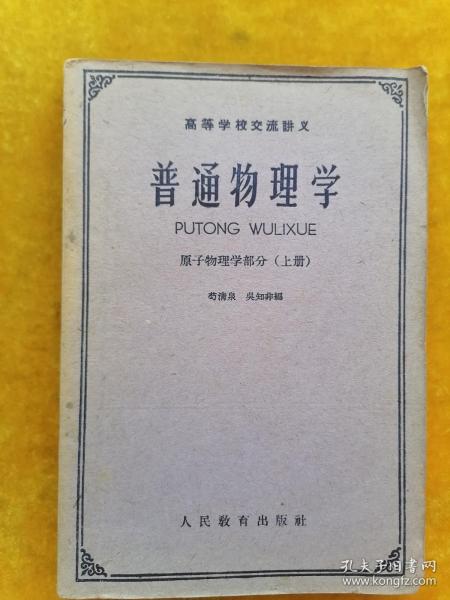 高等学校交流讲义
普通物理学
PUTONG WULIXUE
原子物理学部分（上册）
苟清泉 吳知非編
人民教育出版社
孔夫子旧书网
www.kongfz.com